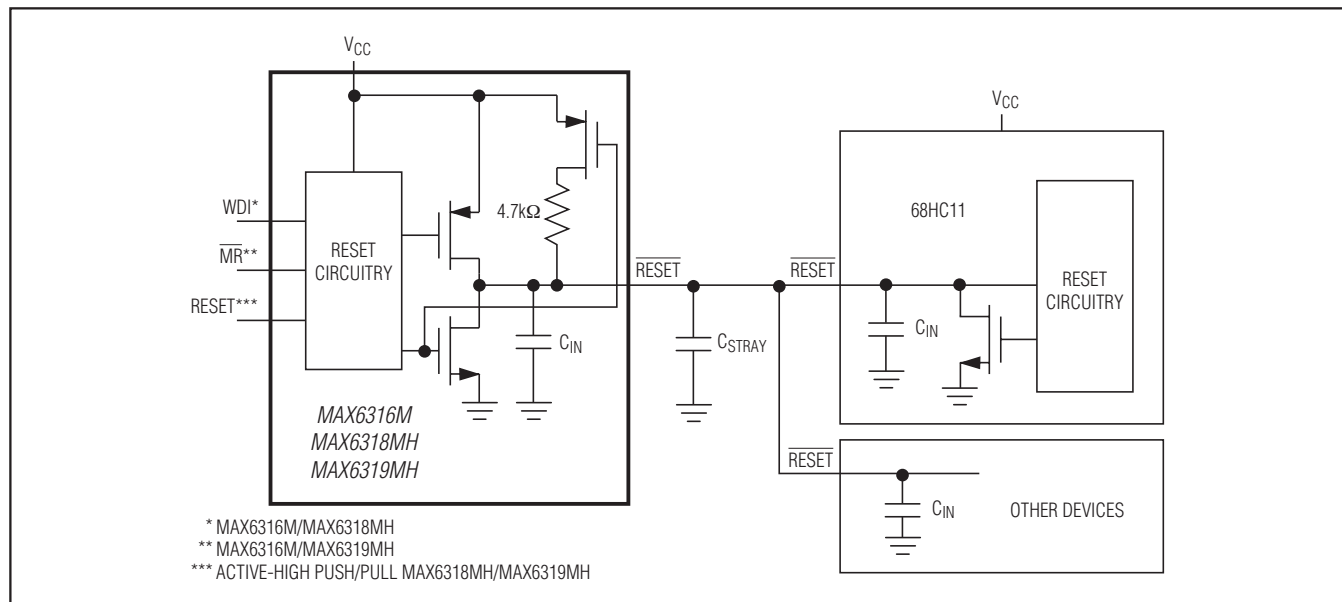 VCC
WDI*
MR**
RESET***
RESET
CIRCUITRY
4.7kΩ
CIN
MAX6316M
MAX6318MH
MAX6319MH
RESET
CSTRAY
RESET
VCC
68HC11
CIN
RESET
CIRCUITRY
RESET
CIN
OTHER DEVICES
* MAX6316M/MAX6318MH
** MAX6316M/MAX6319MH
*** ACTIVE-HIGH PUSH/PULL MAX6318MH/MAX6319MH